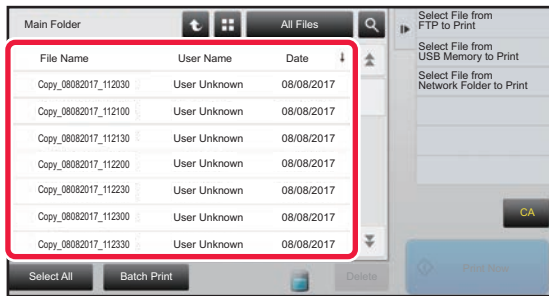 Main Folder
All Files
File Name User Name Date
Copy_08082017_112030 User Unknown 08/08/2017
Copy_08082017_112100 User Unknown 08/08/2017
Copy_08082017_112130 User Unknown 08/08/2017
Copy_08082017_112200 User Unknown 08/08/2017
Copy_08082017_112230 User Unknown 08/08/2017
Copy_08082017_112300 User Unknown 08/08/2017
Copy_08082017_112330 User Unknown 08/08/2017
Select All
Batch Print
Delete
Select File from
FTP to Print
Select File from
USB Memory to Print
Select File from
Network Folder to Print
CA
Print Now